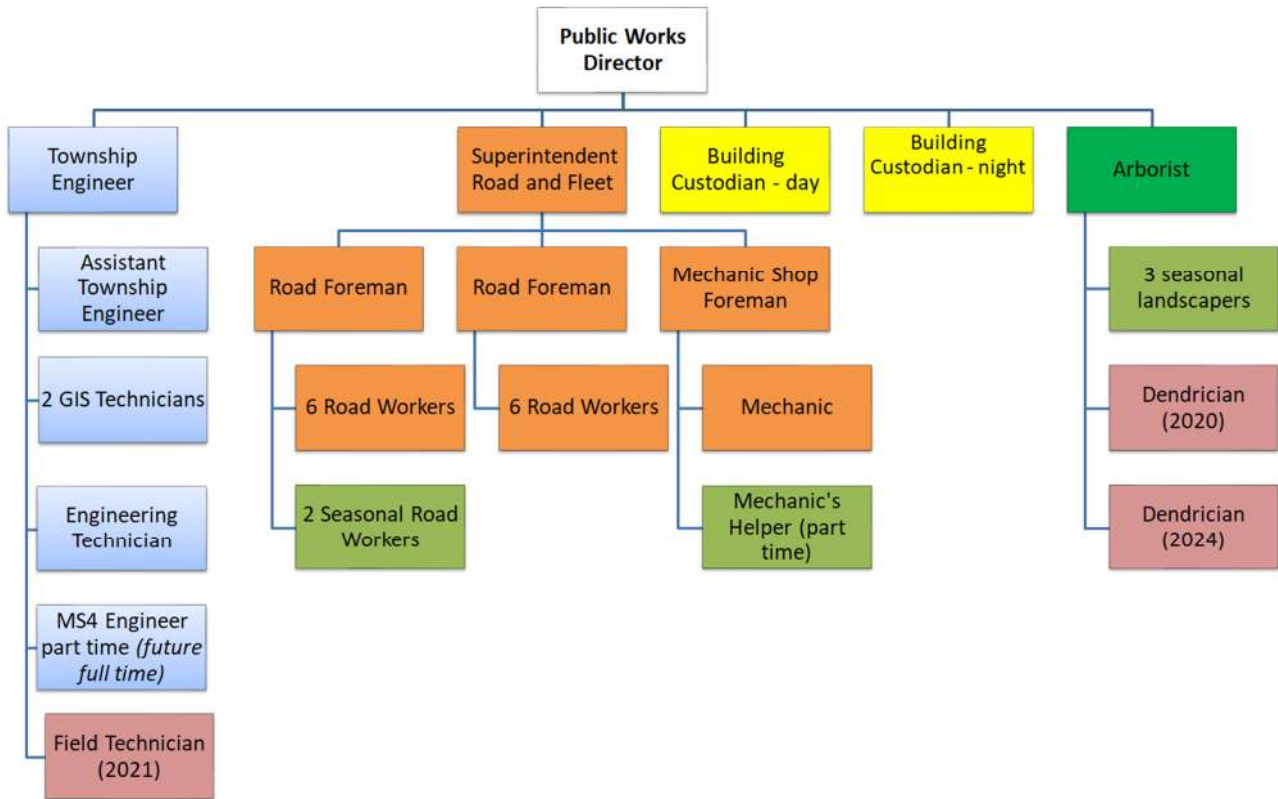 Public Works
Director
Township
Engineer
Superintendent
Road and Fleet
Building
Custodian - day
Building
Custodian - night
Arborist
Assistant
Township
Engineer
Road Foreman
Road Foreman
Mechanic Shop
Foreman
3 seasonal
landscapers
2 GIS Technicians
6 Road Workers
6 Road Workers
Mechanic
Dendrician
(2020)
Engineering
Technician
2 Seasonal Road
Workers
Mechanic's
Helper (part
time)
Dendrician
(2024)
MS4 Engineer
part time (future
full time)
Field Technician
(2021)